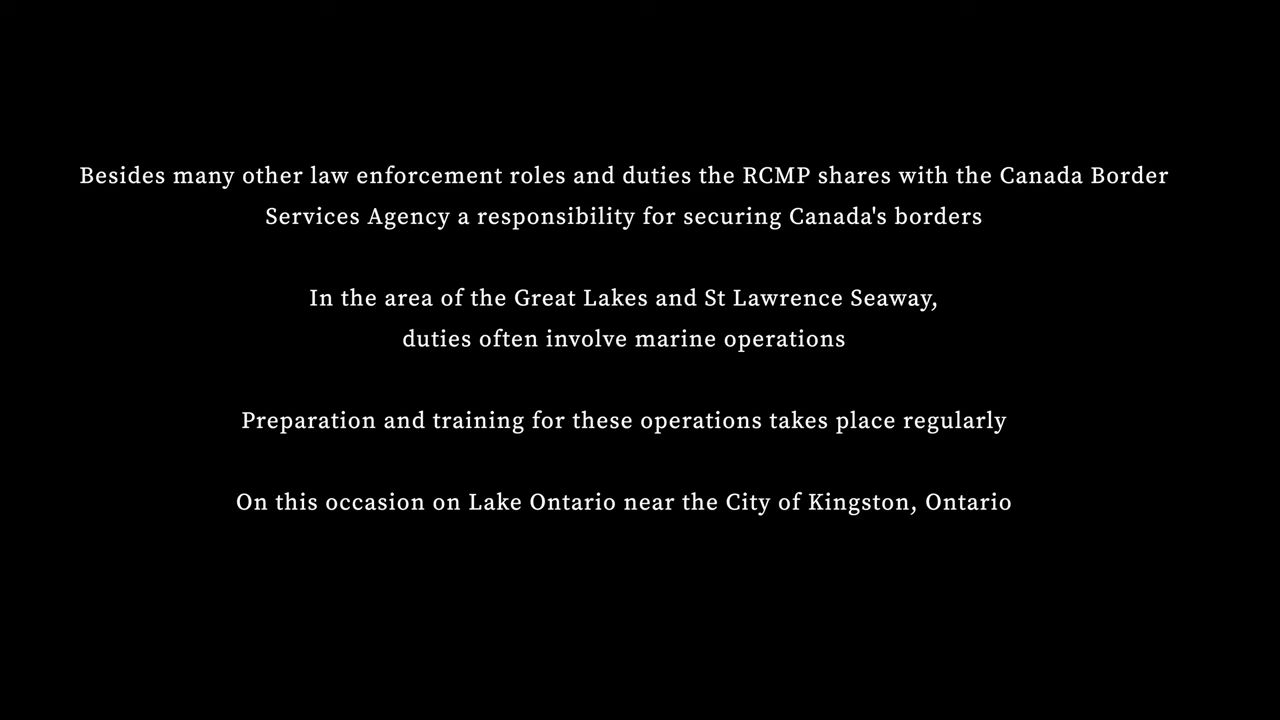 Besides many other law enforcement roles and duties the RCMP shares with the Canada Border
Services Agency a responsibility for securing Canada's borders
In the area of the Great Lakes and St Lawrence Seaway,
duties often involve marine operations
Preparation and training for these operations takes place regularly
On this occasion on Lake Ontario near the City of Kingston, Ontario